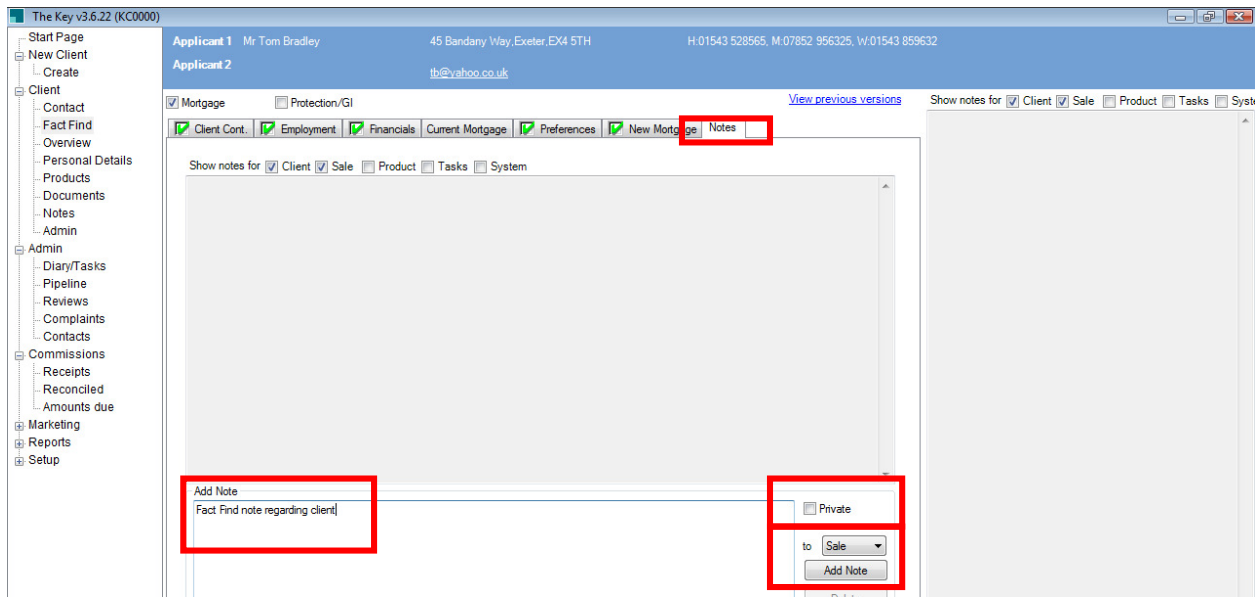 The Key v3.6.22 (KC0000)
Start Page
New Client
Create
Client
Contact
Fact Find
Overview
Personal Details
Products
Documents
Notes
Admin
Admin
Diary/Tasks
Pipeline
Reviews
Complaints
Contacts
Commissions
Receipts
Reconciled
Amounts due
Marketing
Reports
Setup
Applicant 1 Mr Tom Bradley 45 Bandany Way,Exeter,EX4 5TH H:01543 528565, M:07852 956325, W:01543 859632
Applicant 2 tb@yahoo.co.uk
Mortgage Protection/GI View previous versions
Client Cont. Employment Financials Current Mortgage Preferences New Mortgage Notes
Show notes for Client Sale Product Tasks System
Add Note
Fact Find note regarding client
Private
to Sale
Add Note
Show notes for Client Sale Product Tasks Syst